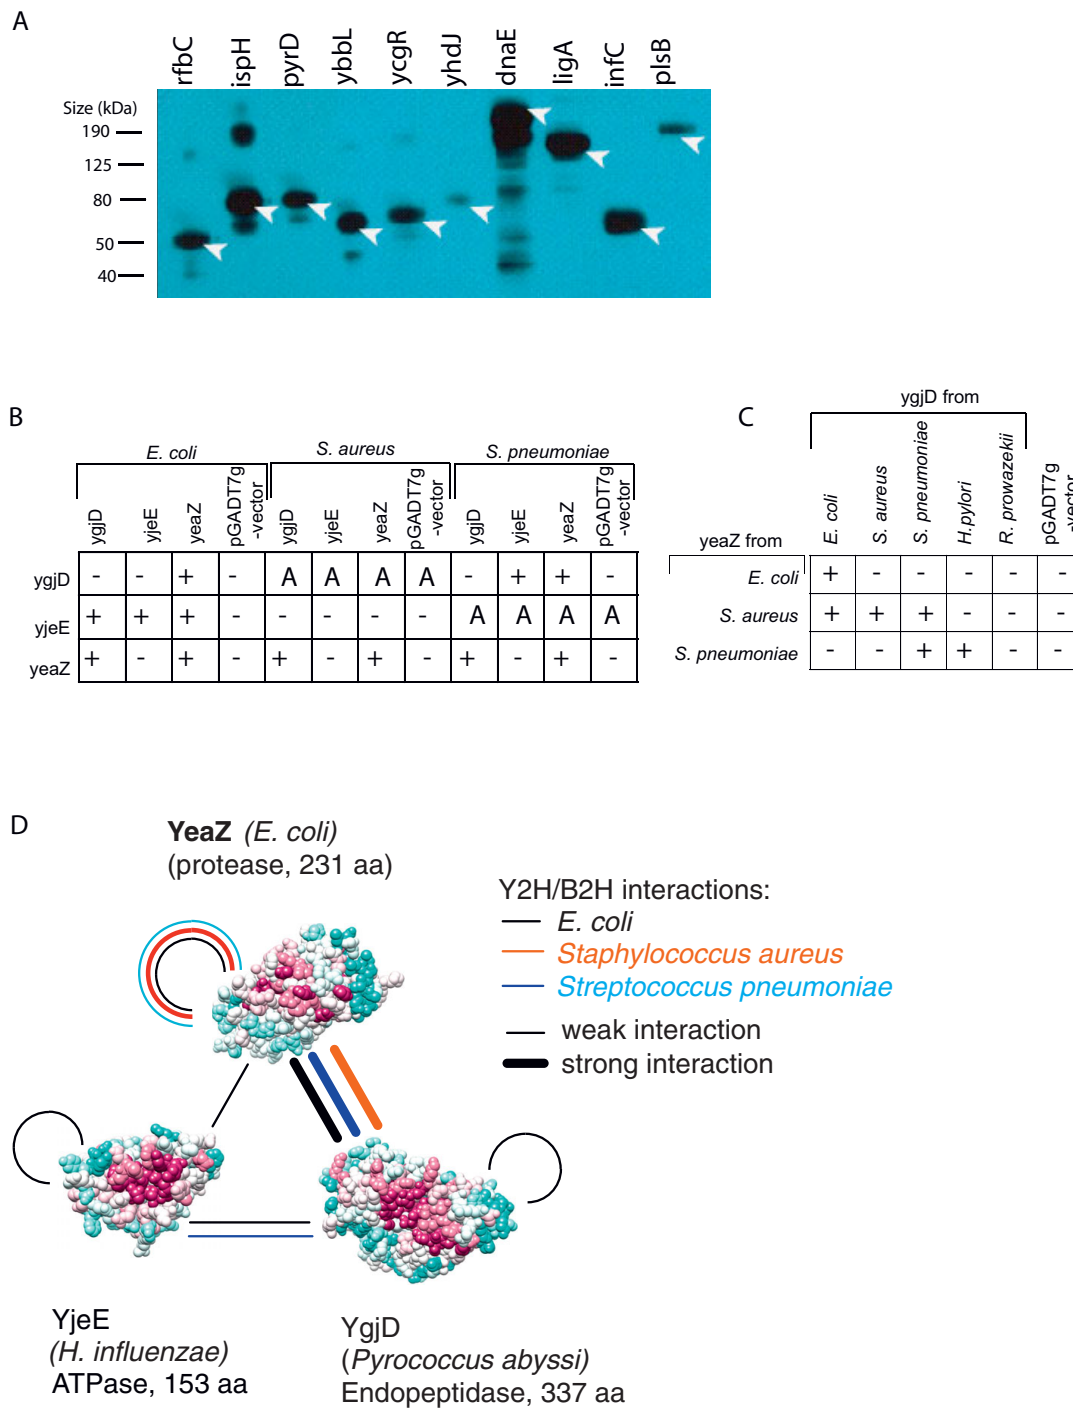 A
rfbC ispH pyrD ybbL ycgR yhdJ dnaE ligA infC plsB
Size (kDa)
190
125
80
50
40
B
E. coli S. aureus S. pneumoniae
ygjD yjeE yeaZ pGADT7g -vector ygjD yjeE yeaZ pGADT7g -vector ygjD yjeE yeaZ pGADT7g -vector
ygjD - - + - A A A A - + + -
yjeE + + + - - - - - A A A A
yeaZ + - + - + - + - + - + -
C
ygjD from
E. coli S. aureus S. pneumoniae H.pylori R. prowazekii pGADT7g -vector
yeaZ from
E. coli + - - - - -
S. aureus + + + - - -
S. pneumoniae - - + + - -
D
YeaZ (E. coli)
(protease, 231 aa)
Y2H/B2H interactions:
E. coli
Staphylococcus aureus
Streptococcus pneumoniae
weak interaction
strong interaction
YjeE
(H. influenzae)
ATPase, 153 aa
YgjD
(Pyrococcus abyssi)
Endopeptidase, 337 aa